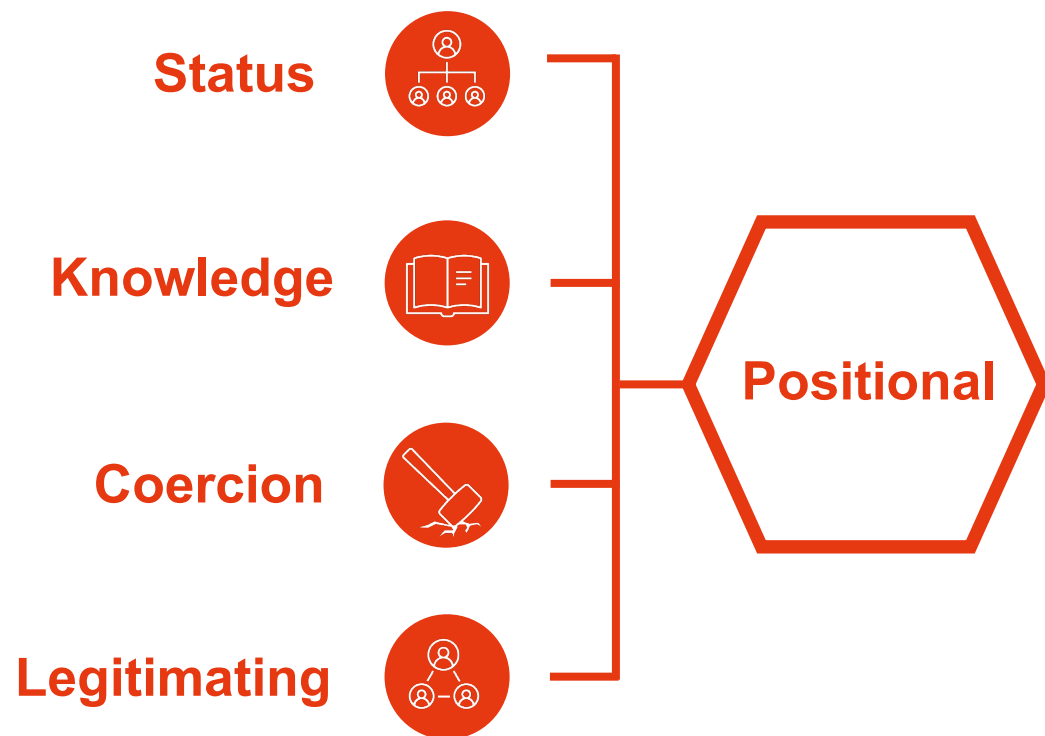 Status
Knowledge
Coercion
Legitimating
Positional